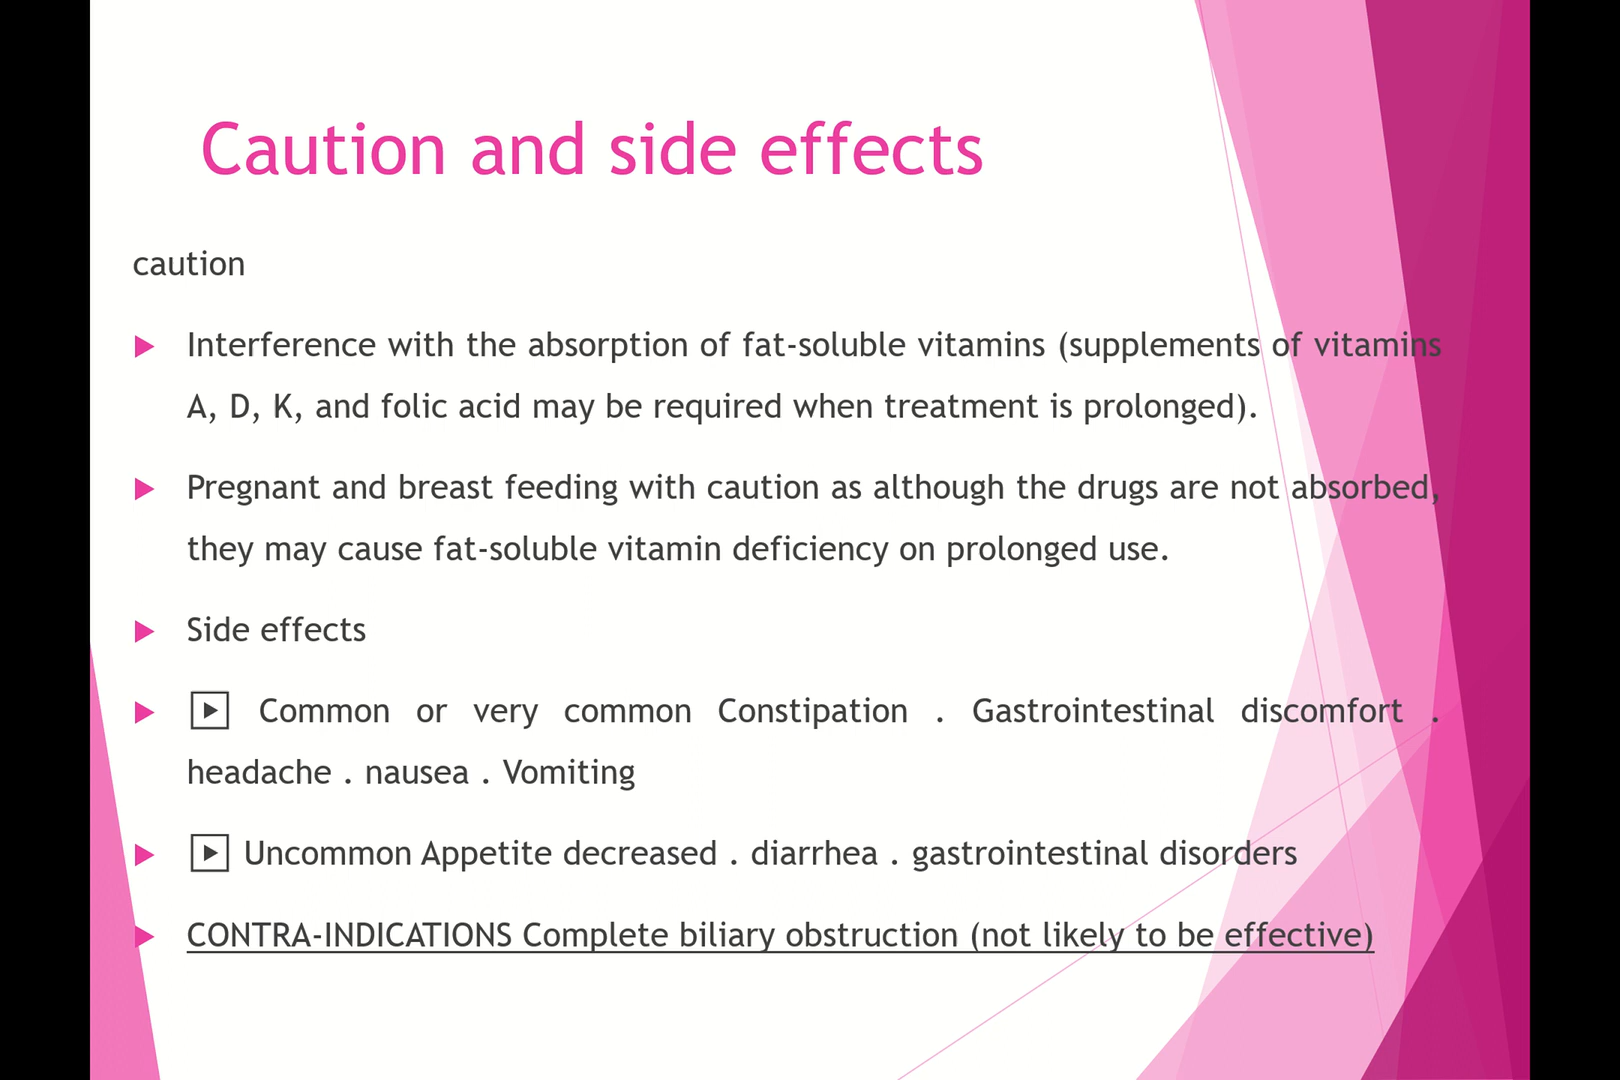 Caution and side effects
caution
Interference with the absorption of fat-soluble vitamins (supplements of vitamins
A, D, K, and folic acid may be required when treatment is prolonged).
Pregnant and breast feeding with caution as although the drugs are not absorbed,
they may cause fat-soluble vitamin deficiency on prolonged use.
Side effects
Common or very common Constipation . Gastrointestinal discomfort .
headache . nausea . Vomiting
Uncommon Appetite decreased . diarrhea . gastrointestinal disorders
CONTRA-INDICATIONS Complete biliary obstruction (not likely to be effective)